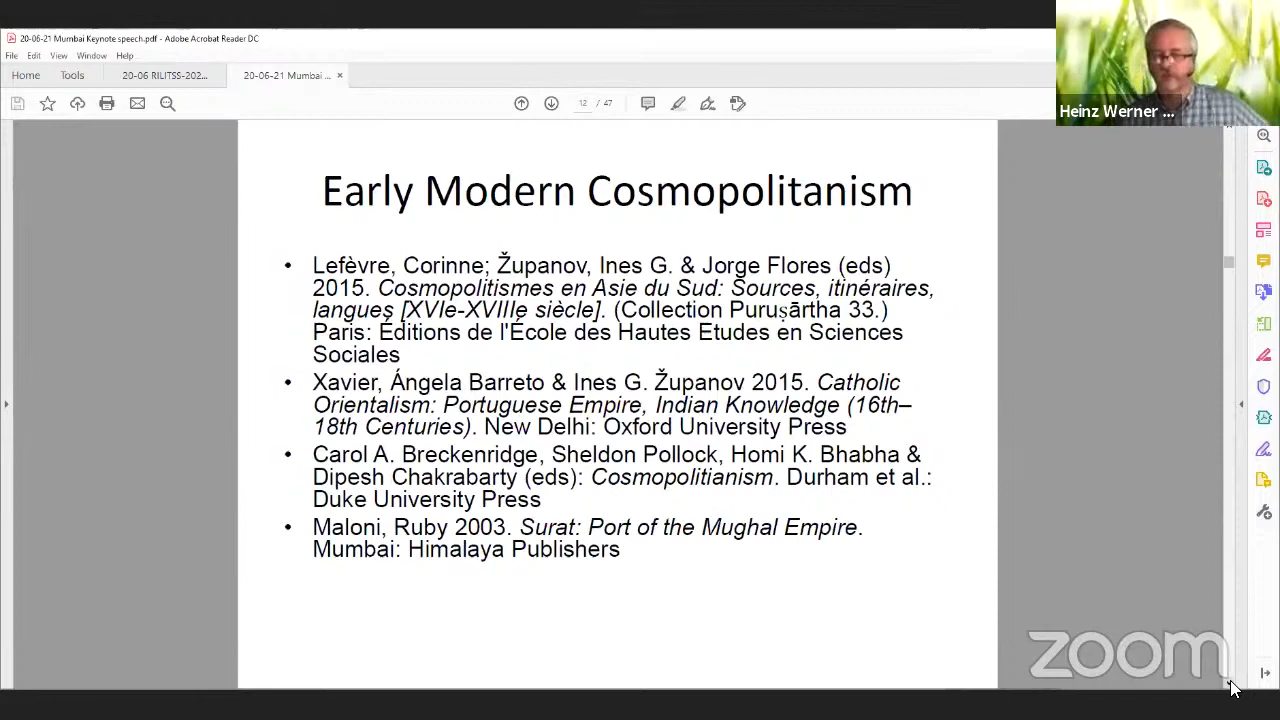 20-06-21 Mumbai Keynote speech.pdf - Adobe Acrobat Reader DC
File Edit View Window Help
Home Tools 20-06 RILITSS-202... 20-06-21 Mumbai ... ×
12 / 47
Heinz Werner ...
Early Modern Cosmopolitanism
• Lefèvre, Corinne; Županov, Ines G. & Jorge Flores (eds)
2015. Cosmopolitismes en Asie du Sud: Sources, itinéraires,
langues [XVIe-XVIIIe siècle]. (Collection Puruṣārtha 33.)
Paris: Éditions de l'École des Hautes Etudes en Sciences
Sociales
• Xavier, Ángela Barreto & Ines G. Županov 2015. Catholic
Orientalism: Portuguese Empire, Indian Knowledge (16th–
18th Centuries). New Delhi: Oxford University Press
• Carol A. Breckenridge, Sheldon Pollock, Homi K. Bhabha &
Dipesh Chakrabarty (eds): Cosmopolitianism. Durham et al.:
Duke University Press
• Maloni, Ruby 2003. Surat: Port of the Mughal Empire.
Mumbai: Himalaya Publishers
zoom